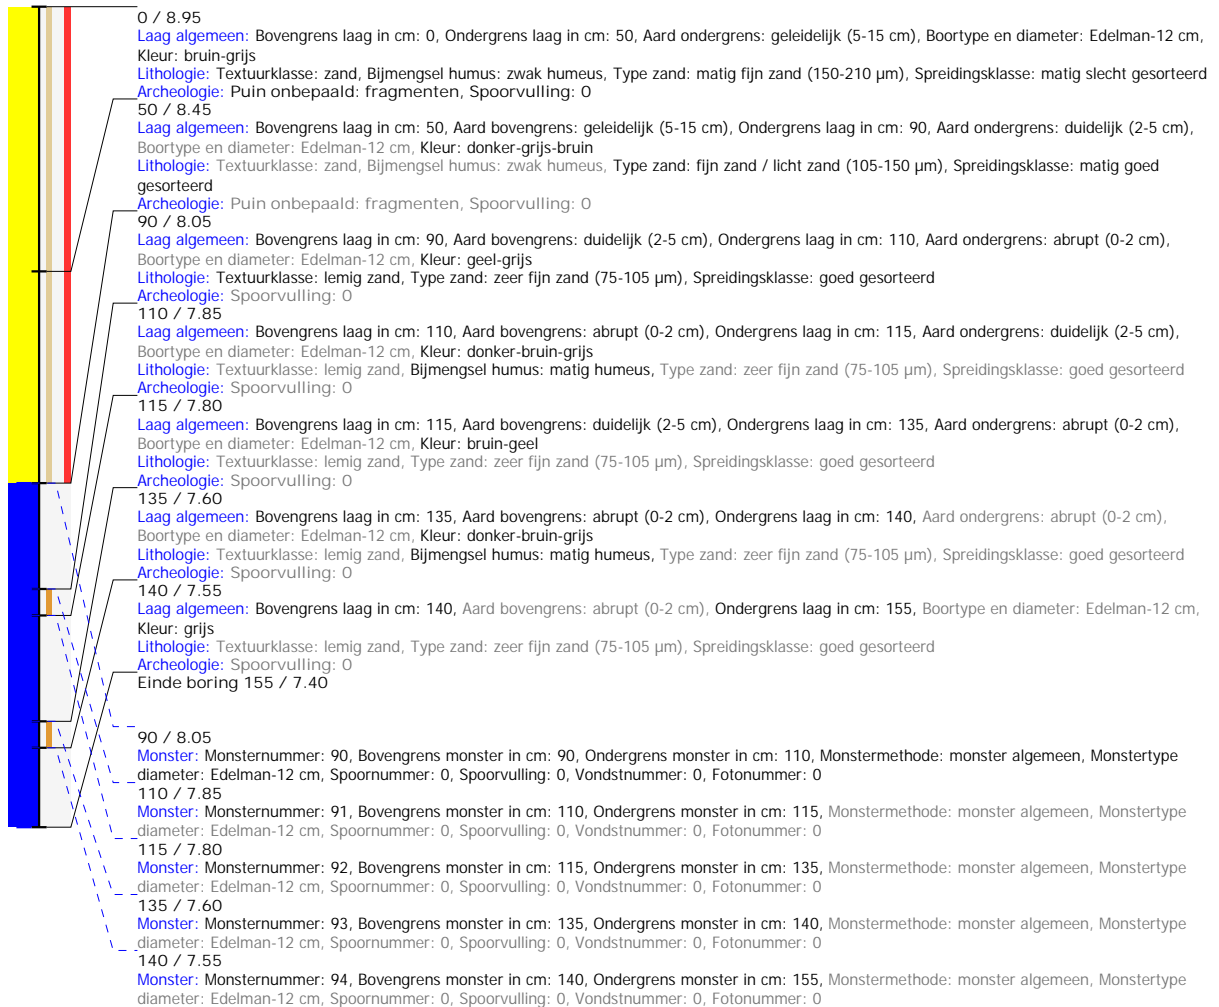 0 / 8.95
Laag algemeen: Bovengrens laag in cm: 0, Ondergrens laag in cm: 50, Aard ondergrens: geleidelijk (5-15 cm), Boortype en diameter: Edelman-12 cm,
Kleur: bruin-grijs
Lithologie: Textuurklasse: zand, Bijmengsel humus: zwak humeus, Type zand: matig fijn zand (150-210 µm), Spreidingsklasse: matig slecht gesorteerd
Archeologie: Puin onbepaald: fragmenten, Spoorvulling: 0
50 / 8.45
Laag algemeen: Bovengrens laag in cm: 50, Aard bovengrens: geleidelijk (5-15 cm), Ondergrens laag in cm: 90, Aard ondergrens: duidelijk (2-5 cm),
Boortype en diameter: Edelman-12 cm, Kleur: donker-grijs-bruin
Lithologie: Textuurklasse: zand, Bijmengsel humus: zwak humeus, Type zand: fijn zand / licht zand (105-150 µm), Spreidingsklasse: matig goed
gesorteerd
Archeologie: Puin onbepaald: fragmenten, Spoorvulling: 0
90 / 8.05
Laag algemeen: Bovengrens laag in cm: 90, Aard bovengrens: duidelijk (2-5 cm), Ondergrens laag in cm: 110, Aard ondergrens: abrupt (0-2 cm),
Boortype en diameter: Edelman-12 cm, Kleur: geel-grijs
Lithologie: Textuurklasse: lemig zand, Type zand: zeer fijn zand (75-105 µm), Spreidingsklasse: goed gesorteerd
Archeologie: Spoorvulling: 0
110 / 7.85
Laag algemeen: Bovengrens laag in cm: 110, Aard bovengrens: abrupt (0-2 cm), Ondergrens laag in cm: 115, Aard ondergrens: duidelijk (2-5 cm),
Boortype en diameter: Edelman-12 cm, Kleur: donker-bruin-grijs
Lithologie: Textuurklasse: lemig zand, Bijmengsel humus: matig humeus, Type zand: zeer fijn zand (75-105 µm), Spreidingsklasse: goed gesorteerd
Archeologie: Spoorvulling: 0
115 / 7.80
Laag algemeen: Bovengrens laag in cm: 115, Aard bovengrens: duidelijk (2-5 cm), Ondergrens laag in cm: 135, Aard ondergrens: abrupt (0-2 cm),
Boortype en diameter: Edelman-12 cm, Kleur: bruin-geel
Lithologie: Textuurklasse: lemig zand, Type zand: zeer fijn zand (75-105 µm), Spreidingsklasse: goed gesorteerd
Archeologie: Spoorvulling: 0
135 / 7.60
Laag algemeen: Bovengrens laag in cm: 135, Aard bovengrens: abrupt (0-2 cm), Ondergrens laag in cm: 140, Aard ondergrens: abrupt (0-2 cm),
Boortype en diameter: Edelman-12 cm, Kleur: donker-bruin-grijs
Lithologie: Textuurklasse: lemig zand, Bijmengsel humus: matig humeus, Type zand: zeer fijn zand (75-105 µm), Spreidingsklasse: goed gesorteerd
Archeologie: Spoorvulling: 0
140 / 7.55
Laag algemeen: Bovengrens laag in cm: 140, Aard bovengrens: abrupt (0-2 cm), Ondergrens laag in cm: 155, Boortype en diameter: Edelman-12 cm,
Kleur: grijs
Lithologie: Textuurklasse: lemig zand, Type zand: zeer fijn zand (75-105 µm), Spreidingsklasse: goed gesorteerd
Archeologie: Spoorvulling: 0
Einde boring 155 / 7.40
90 / 8.05
Monster: Monsternummer: 90, Bovengrens monster in cm: 90, Ondergrens monster in cm: 110, Monstermethode: monster algemeen, Monstertype
diameter: Edelman-12 cm, Spoornummer: 0, Spoorvulling: 0, Vondstnummer: 0, Fotonummer: 0
110 / 7.85
Monster: Monsternummer: 91, Bovengrens monster in cm: 110, Ondergrens monster in cm: 115, Monstermethode: monster algemeen, Monstertype
diameter: Edelman-12 cm, Spoornummer: 0, Spoorvulling: 0, Vondstnummer: 0, Fotonummer: 0
115 / 7.80
Monster: Monsternummer: 92, Bovengrens monster in cm: 115, Ondergrens monster in cm: 135, Monstermethode: monster algemeen, Monstertype
diameter: Edelman-12 cm, Spoornummer: 0, Spoorvulling: 0, Vondstnummer: 0, Fotonummer: 0
135 / 7.60
Monster: Monsternummer: 93, Bovengrens monster in cm: 135, Ondergrens monster in cm: 140, Monstermethode: monster algemeen, Monstertype
diameter: Edelman-12 cm, Spoornummer: 0, Spoorvulling: 0, Vondstnummer: 0, Fotonummer: 0
140 / 7.55
Monster: Monsternummer: 94, Bovengrens monster in cm: 140, Ondergrens monster in cm: 155, Monstermethode: monster algemeen, Monstertype
diameter: Edelman-12 cm, Spoornummer: 0, Spoorvulling: 0, Vondstnummer: 0, Fotonummer: 0